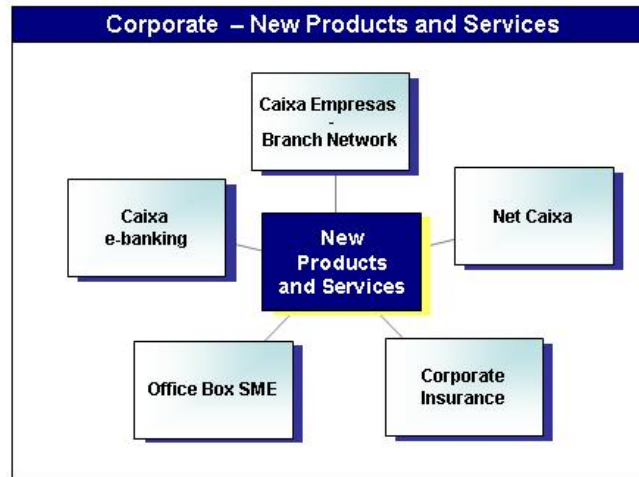 Corporate – New Products and Services
Caixa Empresas
-
Branch Network
Caixa
e-banking
Net Caixa
New
Products
and Services
Office Box SME
Corporate
Insurance